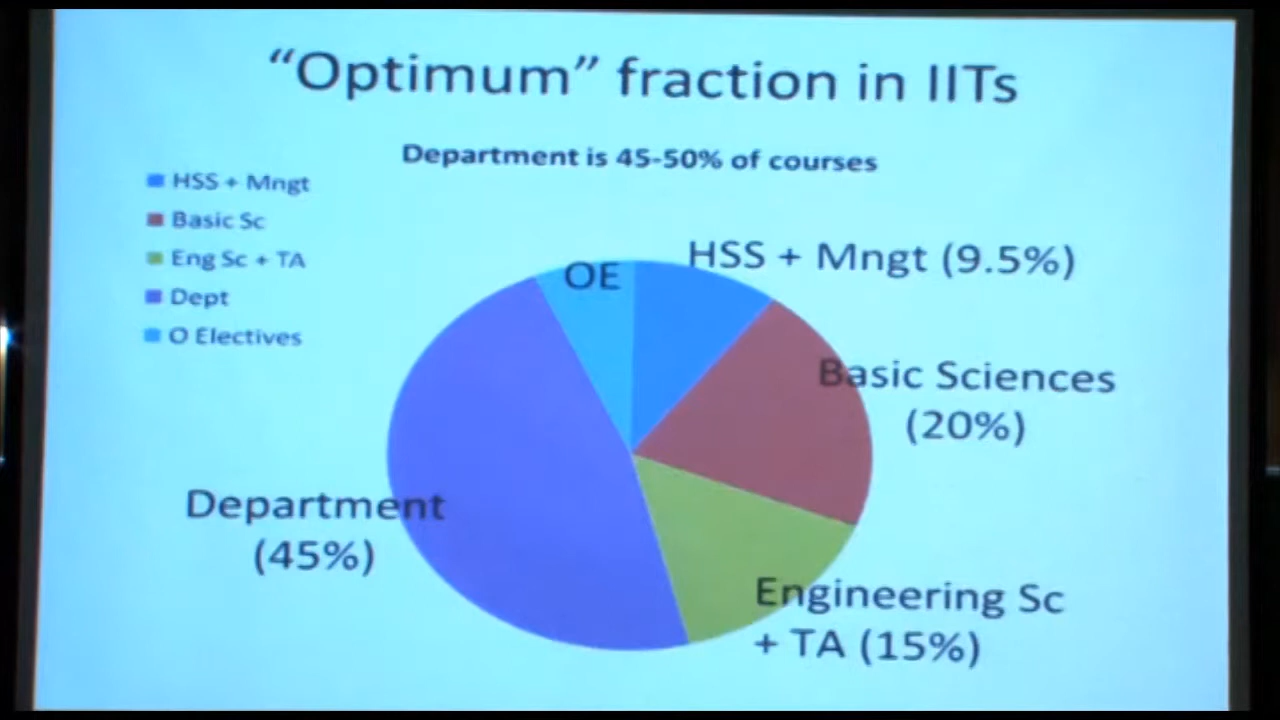 “Optimum” fraction in IITs
Department is 45-50% of courses
HSS + Mngt
Basic Sc
Eng Sc + TA
Dept
O Electives
OE
HSS + Mngt (9.5%)
Basic Sciences
(20%)
Department
(45%)
Engineering Sc
+ TA (15%)